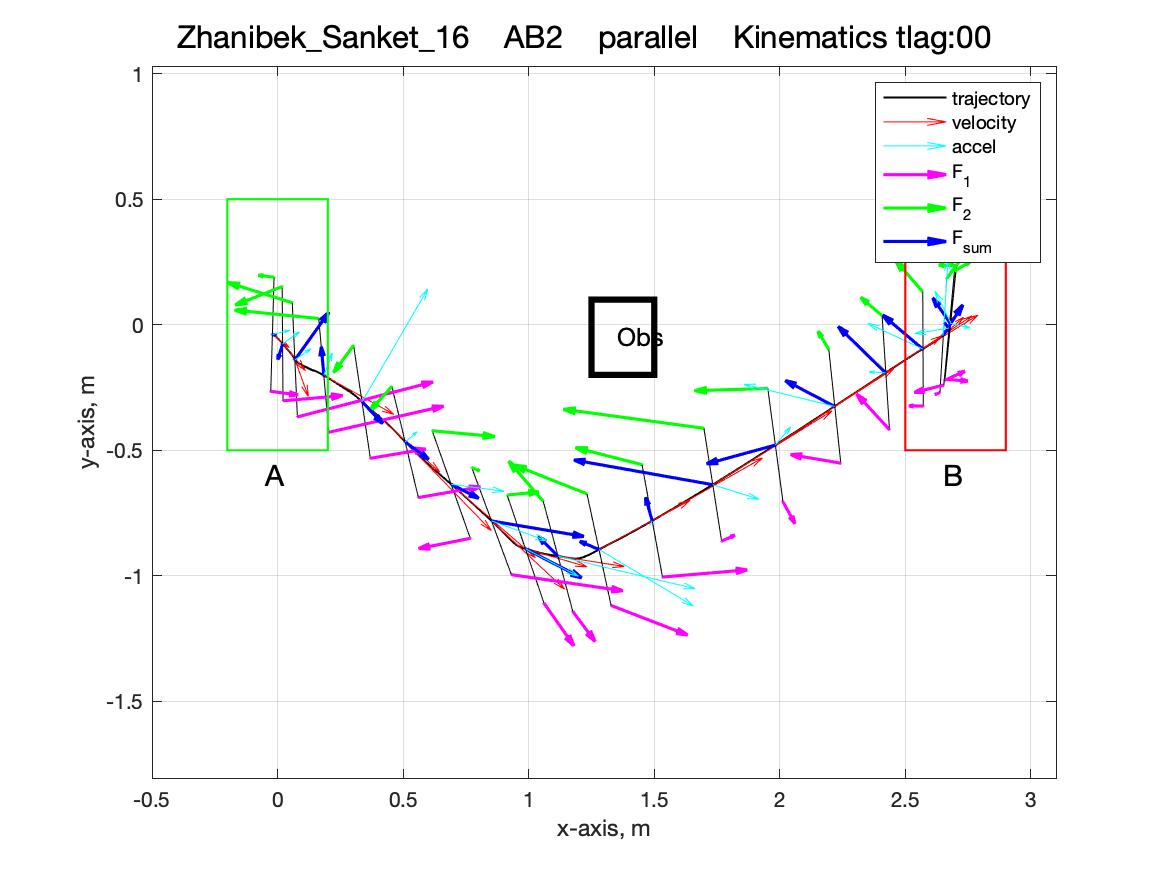 Zhanibek_Sanket_16 AB2 parallel Kinematics tlag:00
1
0.5
0
-0.5
-1
-1.5
y-axis, m
trajectory
velocity
accel
F1
F2
Fsum
Obs
A
B
-0.5 0 0.5 1 1.5 2 2.5 3
x-axis, m